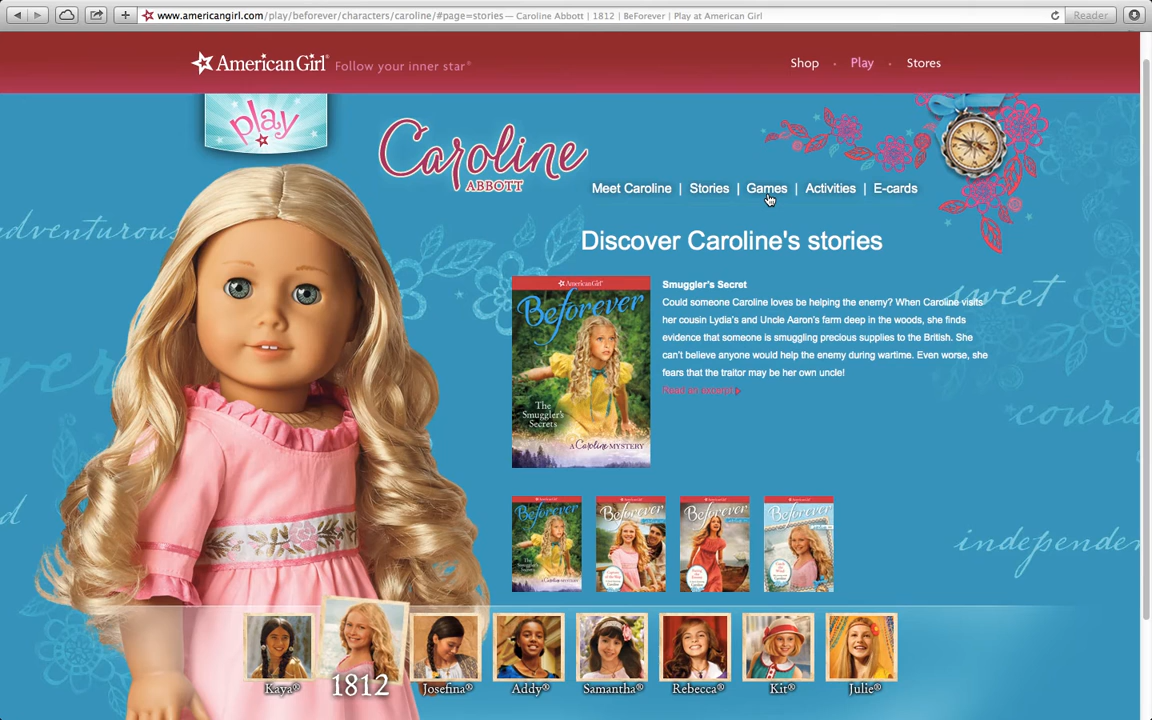 www.americangirl.com/play/beforever/characters/caroline/#page=stories — Caroline Abbott | 1812 | BeForever | Play at American Girl
Reader
American Girl® Follow your inner star®
Shop • Play • Stores
play
Caroline
ABBOTT
Meet Caroline | Stories | Games | Activities | E-cards
adventurous
Discover Caroline's stories
sweet
American Girl®
Beforever
The
Smuggler's
Secrets
A Caroline MYSTERY
Smuggler's Secret
Could someone Caroline loves be helping the enemy? When Caroline visits
her cousin Lydia's and Uncle Aaron's farm deep in the woods, she finds
evidence that someone is smuggling precious supplies to the British. She
can't believe anyone would help the enemy during wartime. Even worse, she
fears that the traitor may be her own uncle!
Read an excerpt
coura
Beforever
Beforever
Beforever
Beforever
independen
Kaya®
1812
Josefina®
Addy®
Samantha®
Rebecca®
Kit®
Julie®